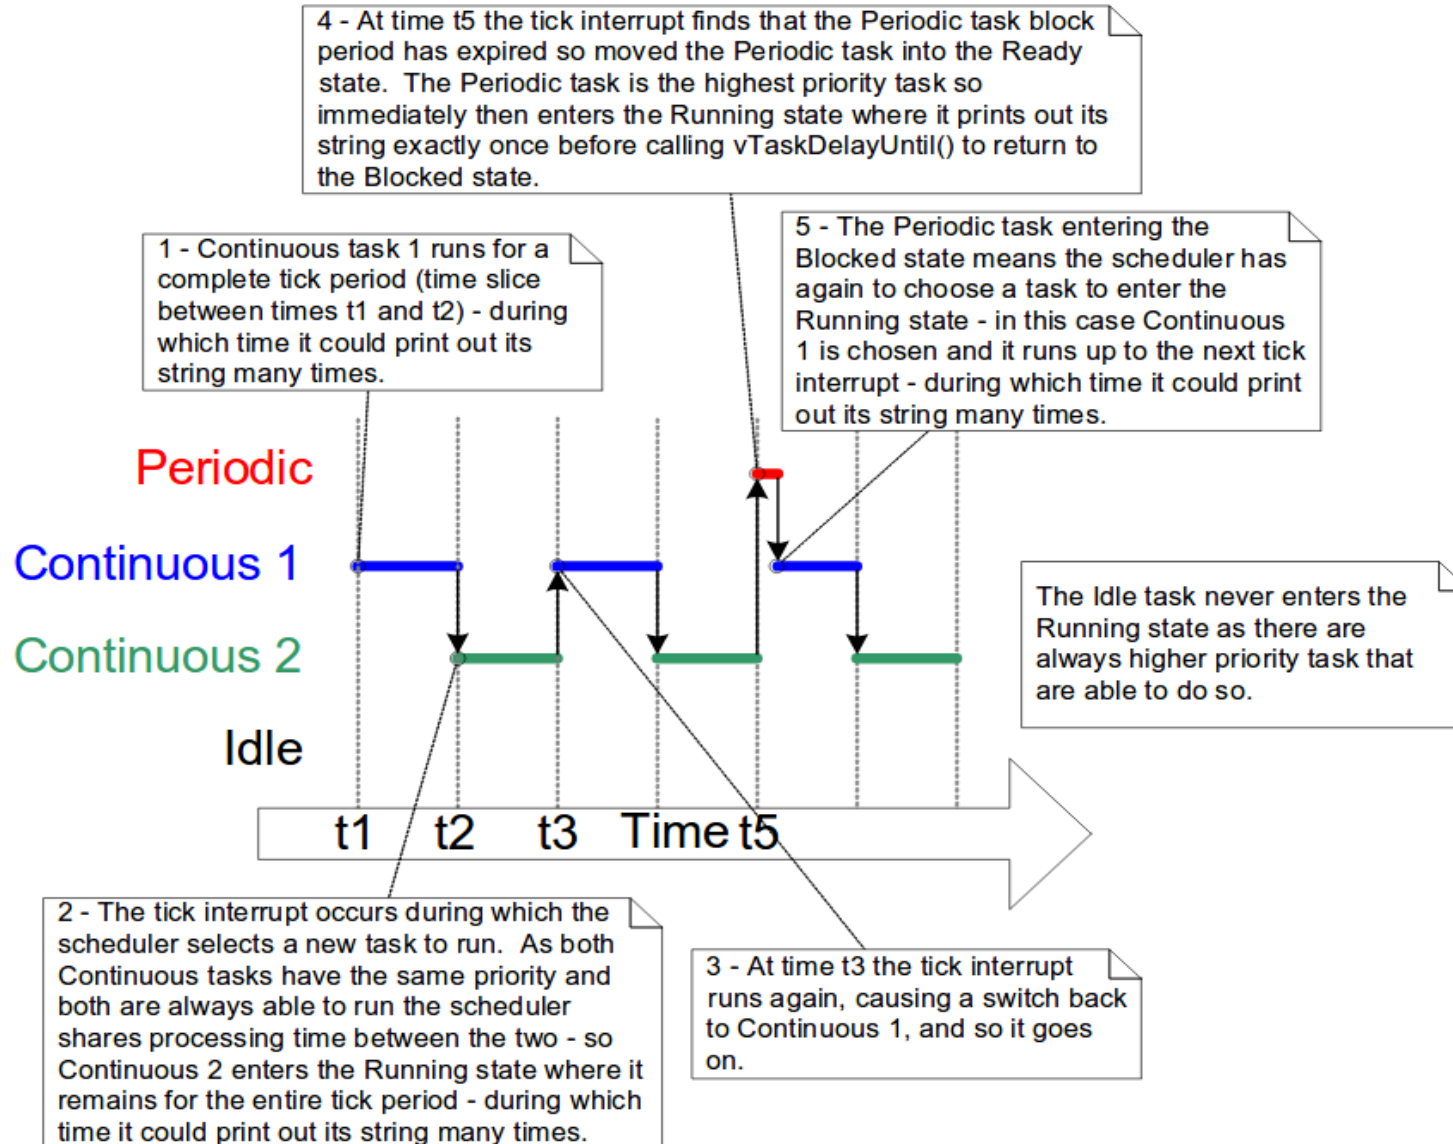 4 - At time t5 the tick interrupt finds that the Periodic task block
period has expired so moved the Periodic task into the Ready
state.  The Periodic task is the highest priority task so
immediately then enters the Running state where it prints out its
string exactly once before calling vTaskDelayUntil() to return to
the Blocked state.
1 - Continuous task 1 runs for a
complete tick period (time slice
between times t1 and t2) - during
which time it could print out its
string many times.
5 - The Periodic task entering the
Blocked state means the scheduler has
again to choose a task to enter the
Running state - in this case Continuous
1 is chosen and it runs up to the next tick
interrupt - during which time it could print
out its string many times.
Periodic
Continuous 1
Continuous 2
Idle
The Idle task never enters the
Running state as there are
always higher priority task that
are able to do so.
t1 t2 t3 Time t5
2 - The tick interrupt occurs during which the
scheduler selects a new task to run.  As both
Continuous tasks have the same priority and
both are always able to run the scheduler
shares processing time between the two - so
Continuous 2 enters the Running state where it
remains for the entire tick period - during which
time it could print out its string many times.
3 - At time t3 the tick interrupt
runs again, causing a switch back
to Continuous 1, and so it goes
on.